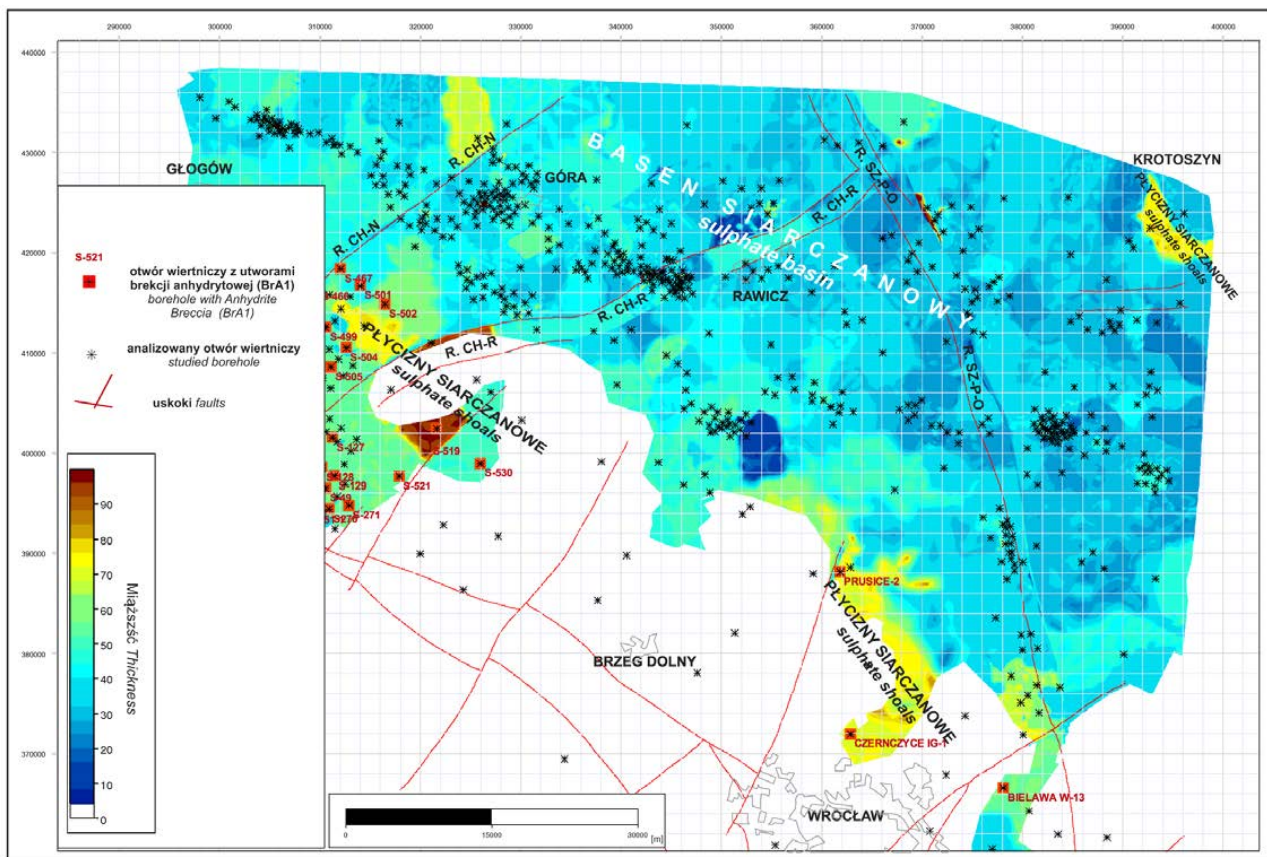 290000 300000 310000 320000 330000 340000 350000 360000 370000 380000 390000 400000
440000
430000
420000
410000
400000
390000
380000
370000
GŁOGÓW
R. CH-N
GÓRA
BASEN SIARCZANOWY
sulphate basin
R. SZ-P-O
R. CH-R
KROTOSZYN
PŁYCIZNY SIARCZANOWE
sulphate shoals
R. CH-N
RAWICZ
R. CH-R
R. CH-R
R. SZ-P-O
S-467
S-501
S-502
S-499
S-504
S-505
PŁYCIZNY SIARCZANOWE
sulphate shoals
S-427
S-519
S-530
S-521
S-129
S-271
PRUSICE-2
PŁYCIZNY SIARCZANOWE
sulphate shoals
BRZEG DOLNY
CZERNCZYCE IG-1
BIELAWA W-13
WROCŁAW
S-521
otwór wiertniczy z utworami
brekcji anhydrytowej (BrA1)
borehole with Anhydrite
Breccia (BrA1)
analizowany otwór wiertniczy
studied borehole
uskoki faults
Miąższść Thickness
90
80
70
60
50
40
30
20
10
0
0 15000 30000
[m]